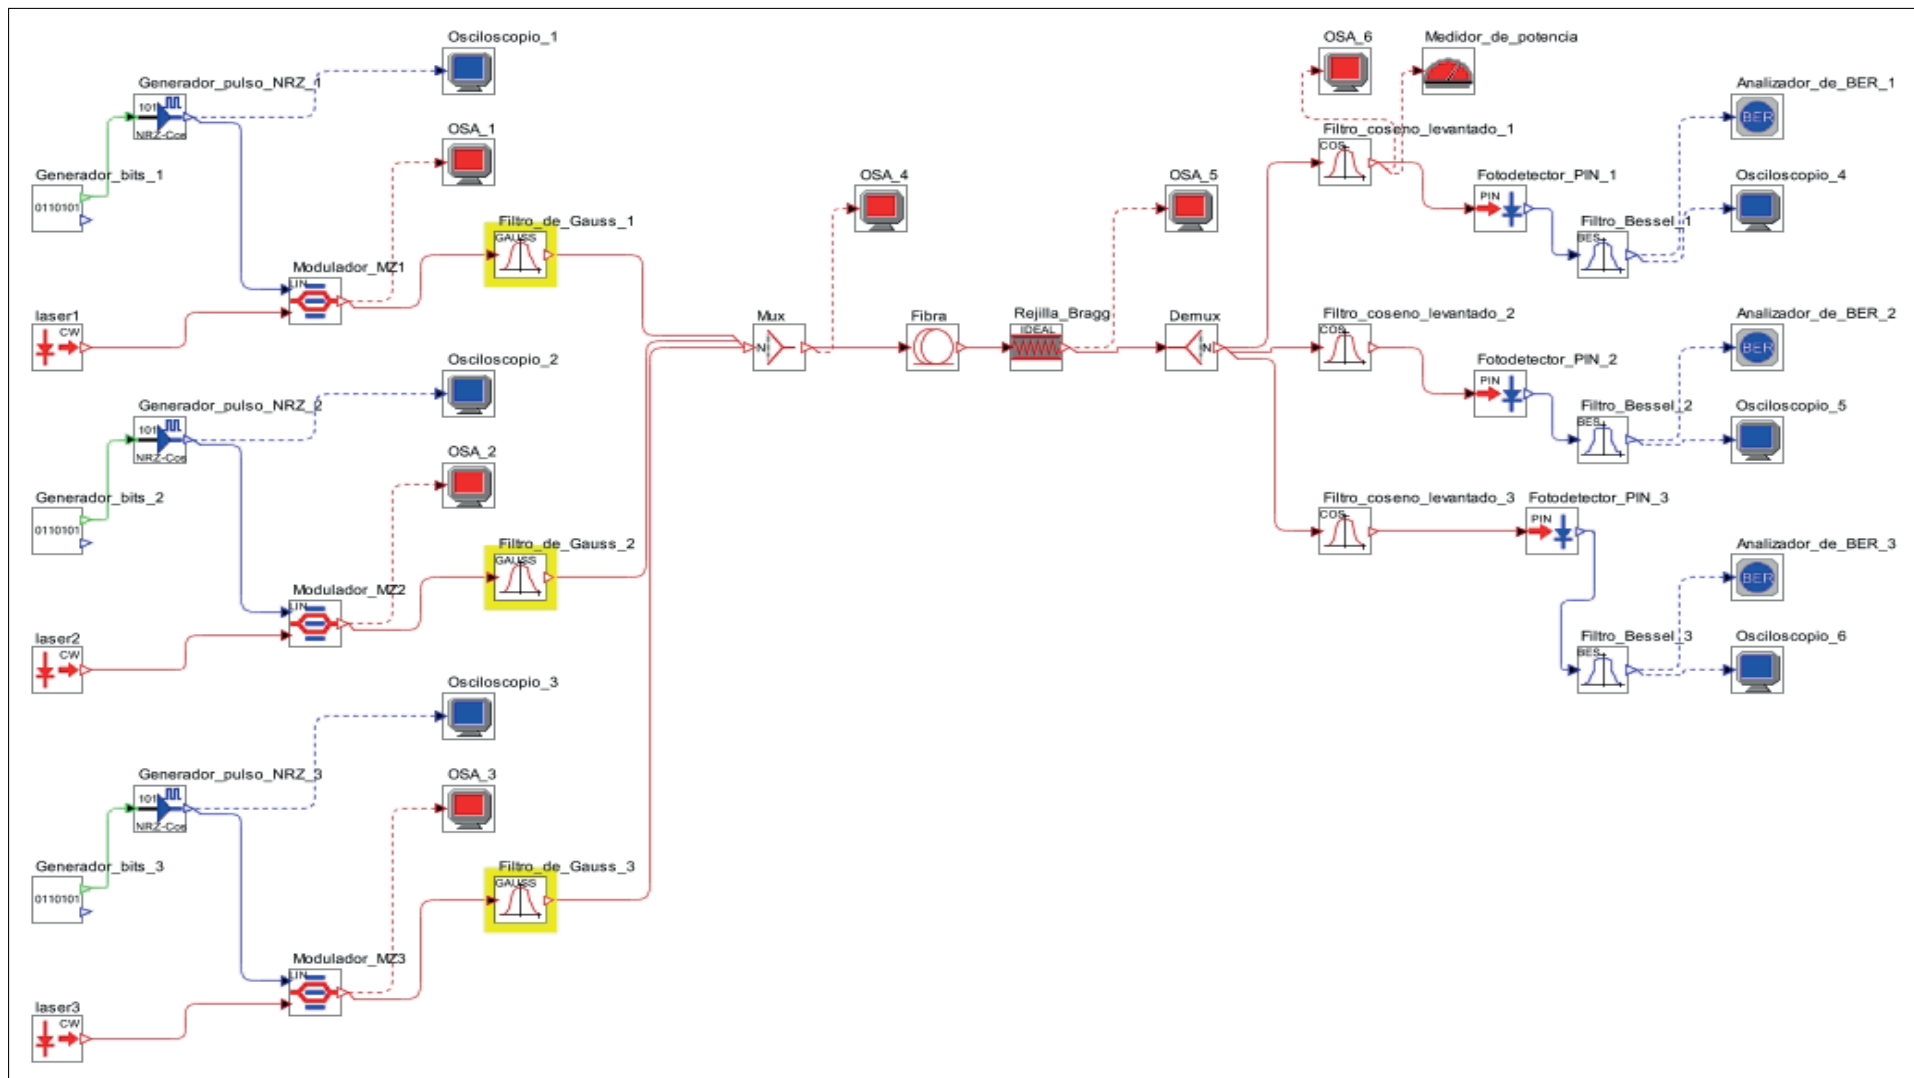 Osciloscopio_1
OSA_6
Medidor_de_potencia
Generador_pulso_NRZ_1
101
NRZ-Cos
Analizador_de_BER_1
BER
OSA_1
Filtro_coseno_levantado_1
COS
Generador_bits_1
0110101
OSA_4
OSA_5
Fotodetector_PIN_1
PIN
Osciloscopio_4
Filtro_de_Gauss_1
GAUSS
Filtro_Bessel_1
BES
Modulador_MZ1
LIN
laser1
CW
Mux
IN
Fibra
Rejilla_Bragg
IDEAL
Demux
IN
Filtro_coseno_levantado_2
COS
Analizador_de_BER_2
BER
Osciloscopio_2
Fotodetector_PIN_2
PIN
Generador_pulso_NRZ_2
101
NRZ-Cos
Filtro_Bessel_2
BES
Osciloscopio_5
OSA_2
Generador_bits_2
0110101
Filtro_coseno_levantado_3
COS
Fotodetector_PIN_3
PIN
Filtro_de_Gauss_2
GAUSS
Analizador_de_BER_3
BER
Modulador_MZ2
LIN
laser2
CW
Filtro_Bessel_3
BES
Osciloscopio_6
Osciloscopio_3
Generador_pulso_NRZ_3
101
NRZ-Cos
OSA_3
Generador_bits_3
0110101
Filtro_de_Gauss_3
GAUSS
Modulador_MZ3
LIN
laser3
CW